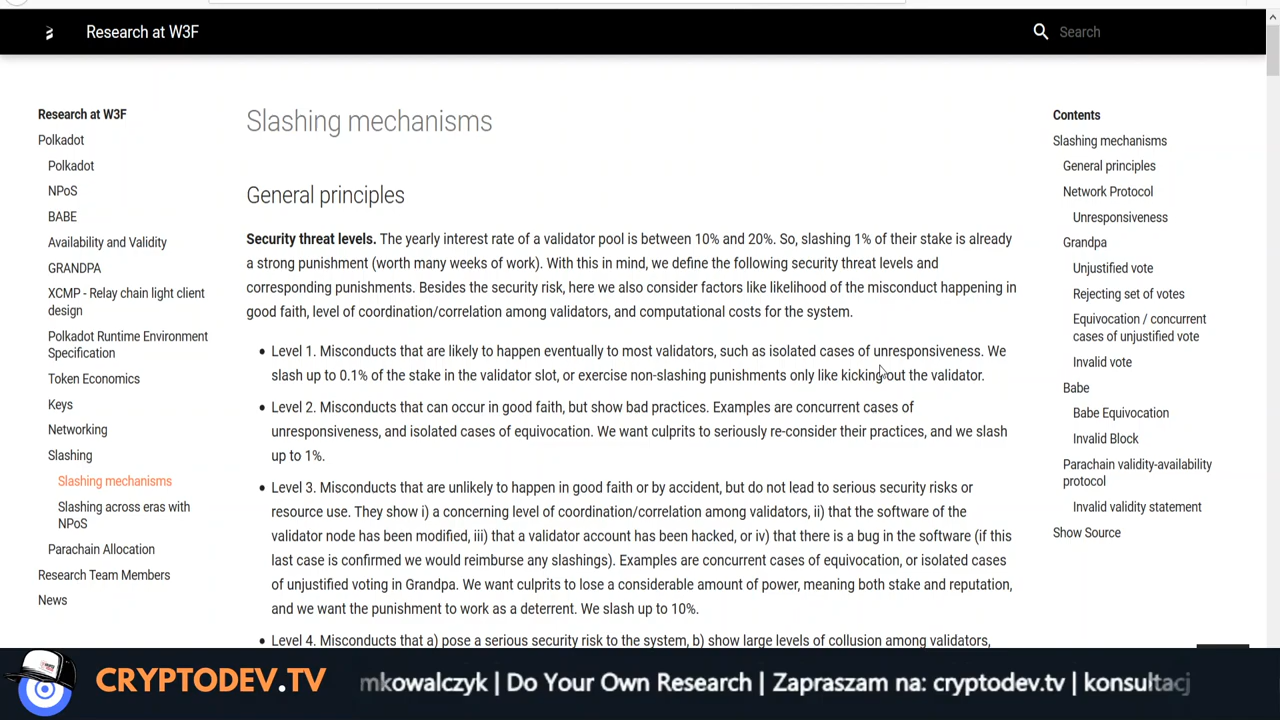 Research at W3F
Search
Research at W3F
Polkadot
Polkadot
NPoS
BABE
Availability and Validity
GRANDPA
XCMP - Relay chain light client
design
Polkadot Runtime Environment
Specification
Token Economics
Keys
Networking
Slashing
Slashing mechanisms
Slashing across eras with
NPoS
Parachain Allocation
Research Team Members
News
Slashing mechanisms
General principles
Security threat levels. The yearly interest rate of a validator pool is between 10% and 20%. So, slashing 1% of their stake is already
a strong punishment (worth many weeks of work). With this in mind, we define the following security threat levels and
corresponding punishments. Besides the security risk, here we also consider factors like likelihood of the misconduct happening in
good faith, level of coordination/correlation among validators, and computational costs for the system.
• Level 1. Misconducts that are likely to happen eventually to most validators, such as isolated cases of unresponsiveness. We
slash up to 0.1% of the stake in the validator slot, or exercise non-slashing punishments only like kicking out the validator.
• Level 2. Misconducts that can occur in good faith, but show bad practices. Examples are concurrent cases of
unresponsiveness, and isolated cases of equivocation. We want culprits to seriously re-consider their practices, and we slash
up to 1%.
• Level 3. Misconducts that are unlikely to happen in good faith or by accident, but do not lead to serious security risks or
resource use. They show i) a concerning level of coordination/correlation among validators, ii) that the software of the
validator node has been modified, iii) that a validator account has been hacked, or iv) that there is a bug in the software (if this
last case is confirmed we would reimburse any slashings). Examples are concurrent cases of equivocation, or isolated cases
of unjustified voting in Grandpa. We want culprits to lose a considerable amount of power, meaning both stake and reputation,
and we want the punishment to work as a deterrent. We slash up to 10%.
• Level 4. Misconducts that a) pose a serious security risk to the system, b) show large levels of collusion among validators,
Contents
Slashing mechanisms
General principles
Network Protocol
Unresponsiveness
Grandpa
Unjustified vote
Rejecting set of votes
Equivocation / concurrent
cases of unjustified vote
Invalid vote
Babe
Babe Equivocation
Invalid Block
Parachain validity-availability
protocol
Invalid validity statement
Show Source
CRYPTODEV.TV
mkowalczyk | Do Your Own Research | Zapraszam na: cryptodev.tv | konsultacj